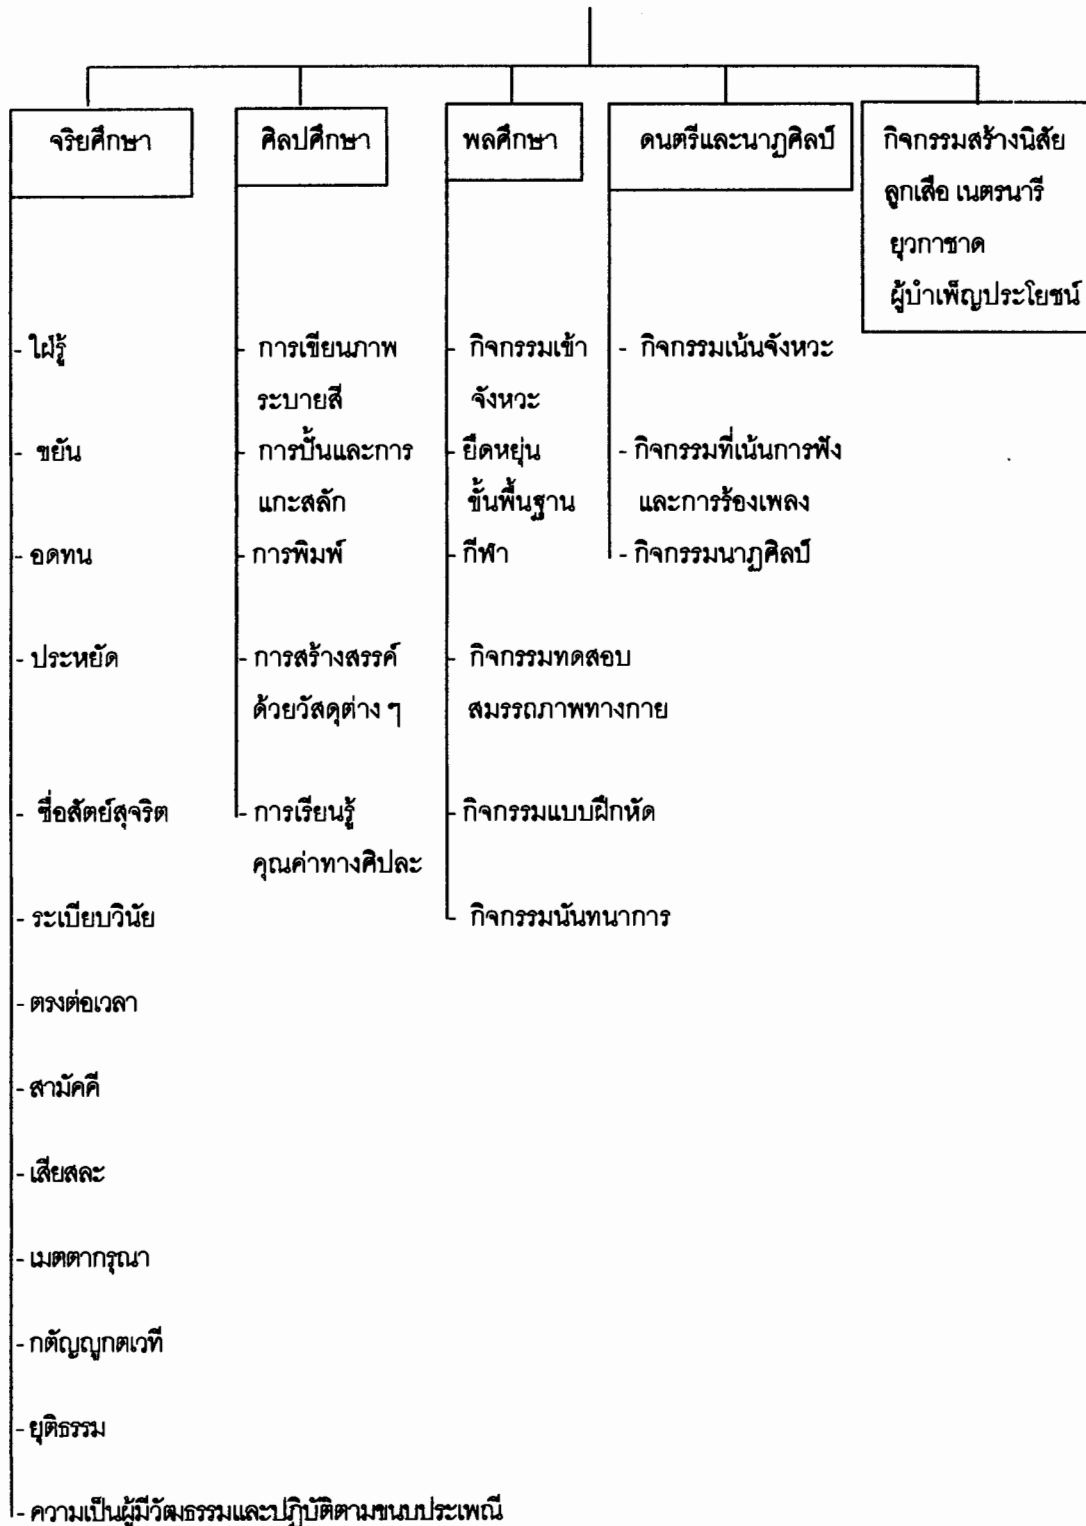 จริยศึกษา
ศิลปศึกษา
พลศึกษา
ดนตรีและนาฏศิลป์
กิจกรรมสร้างนิสัย
ลูกเสือ เนตรนารี
ยุวกาชาด
ผู้บำเพ็ญประโยชน์
- ใฝ่รู้
- ขยัน
- อดทน
- ประหยัด
- ซื่อสัตย์สุจริต
- ระเบียบวินัย
- ตรงต่อเวลา
- สามัคคี
- เสียสละ
- เมตตากรุณา
- กตัญญูกตเวที
- ยุติธรรม
- ความเป็นผู้มีวัฒธรรมและปฏิบัติตามขนบประเพณี
- การเขียนภาพ
ระบายสี
- การปั้นและการ
แกะสลัก
- การพิมพ์
- การสร้างสรรค์
ด้วยวัสดุต่าง ๆ
- การเรียนรู้
คุณค่าทางศิปละ
- กิจกรรมเข้า
จังหวะ
- ยืดหยุ่น
ขั้นพื้นฐาน
- กีฬา
- กิจกรรมทดสอบ
สมรรถภาพทางกาย
- กิจกรรมแบบฝึกหัด
- กิจกรรมนันทนาการ
- กิจกรรมเน้นจังหวะ
- กิจกรรมที่เน้นการฟัง
และการร้องเพลง
- กิจกรรมนาฏศิลป์